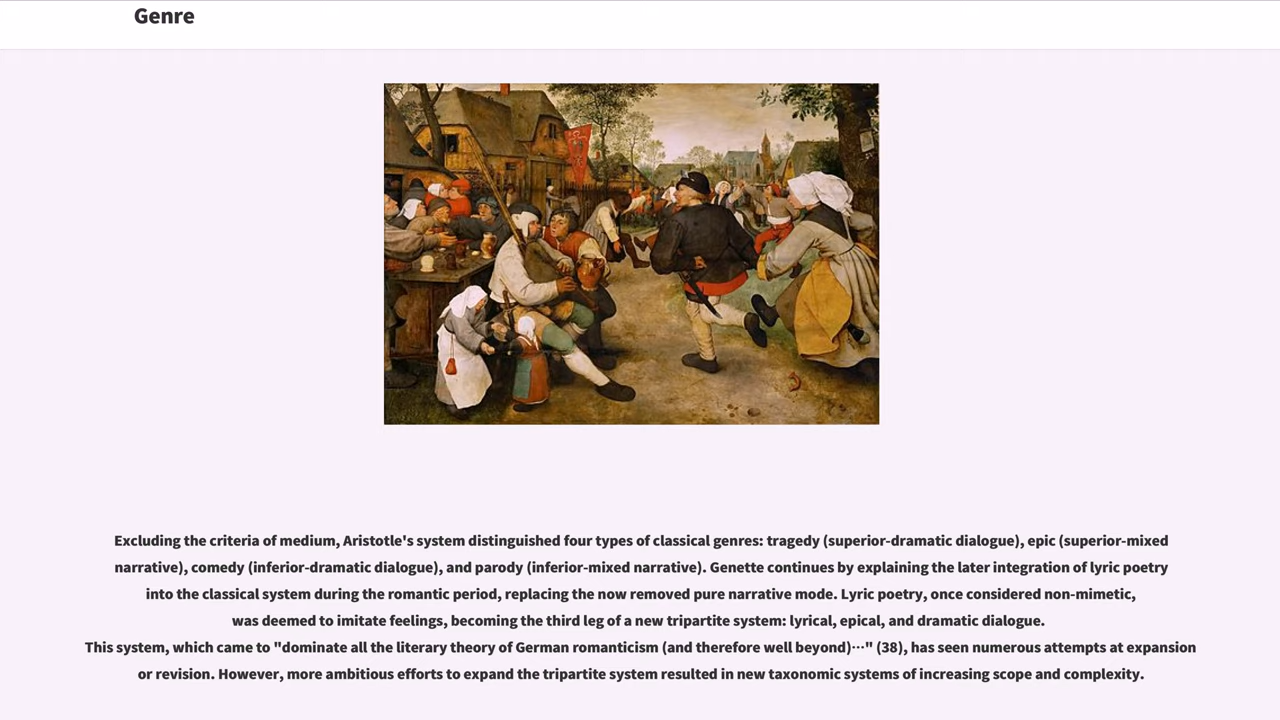 Genre
Excluding the criteria of medium, Aristotle's system distinguished four types of classical genres: tragedy (superior-dramatic dialogue), epic (superior-mixed
narrative), comedy (inferior-dramatic dialogue), and parody (inferior-mixed narrative). Genette continues by explaining the later integration of lyric poetry
into the classical system during the romantic period, replacing the now removed pure narrative mode. Lyric poetry, once considered non-mimetic,
was deemed to imitate feelings, becoming the third leg of a new tripartite system: lyrical, epical, and dramatic dialogue.
This system, which came to "dominate all the literary theory of German romanticism (and therefore well beyond)···" (38), has seen numerous attempts at expansion
or revision. However, more ambitious efforts to expand the tripartite system resulted in new taxonomic systems of increasing scope and complexity.